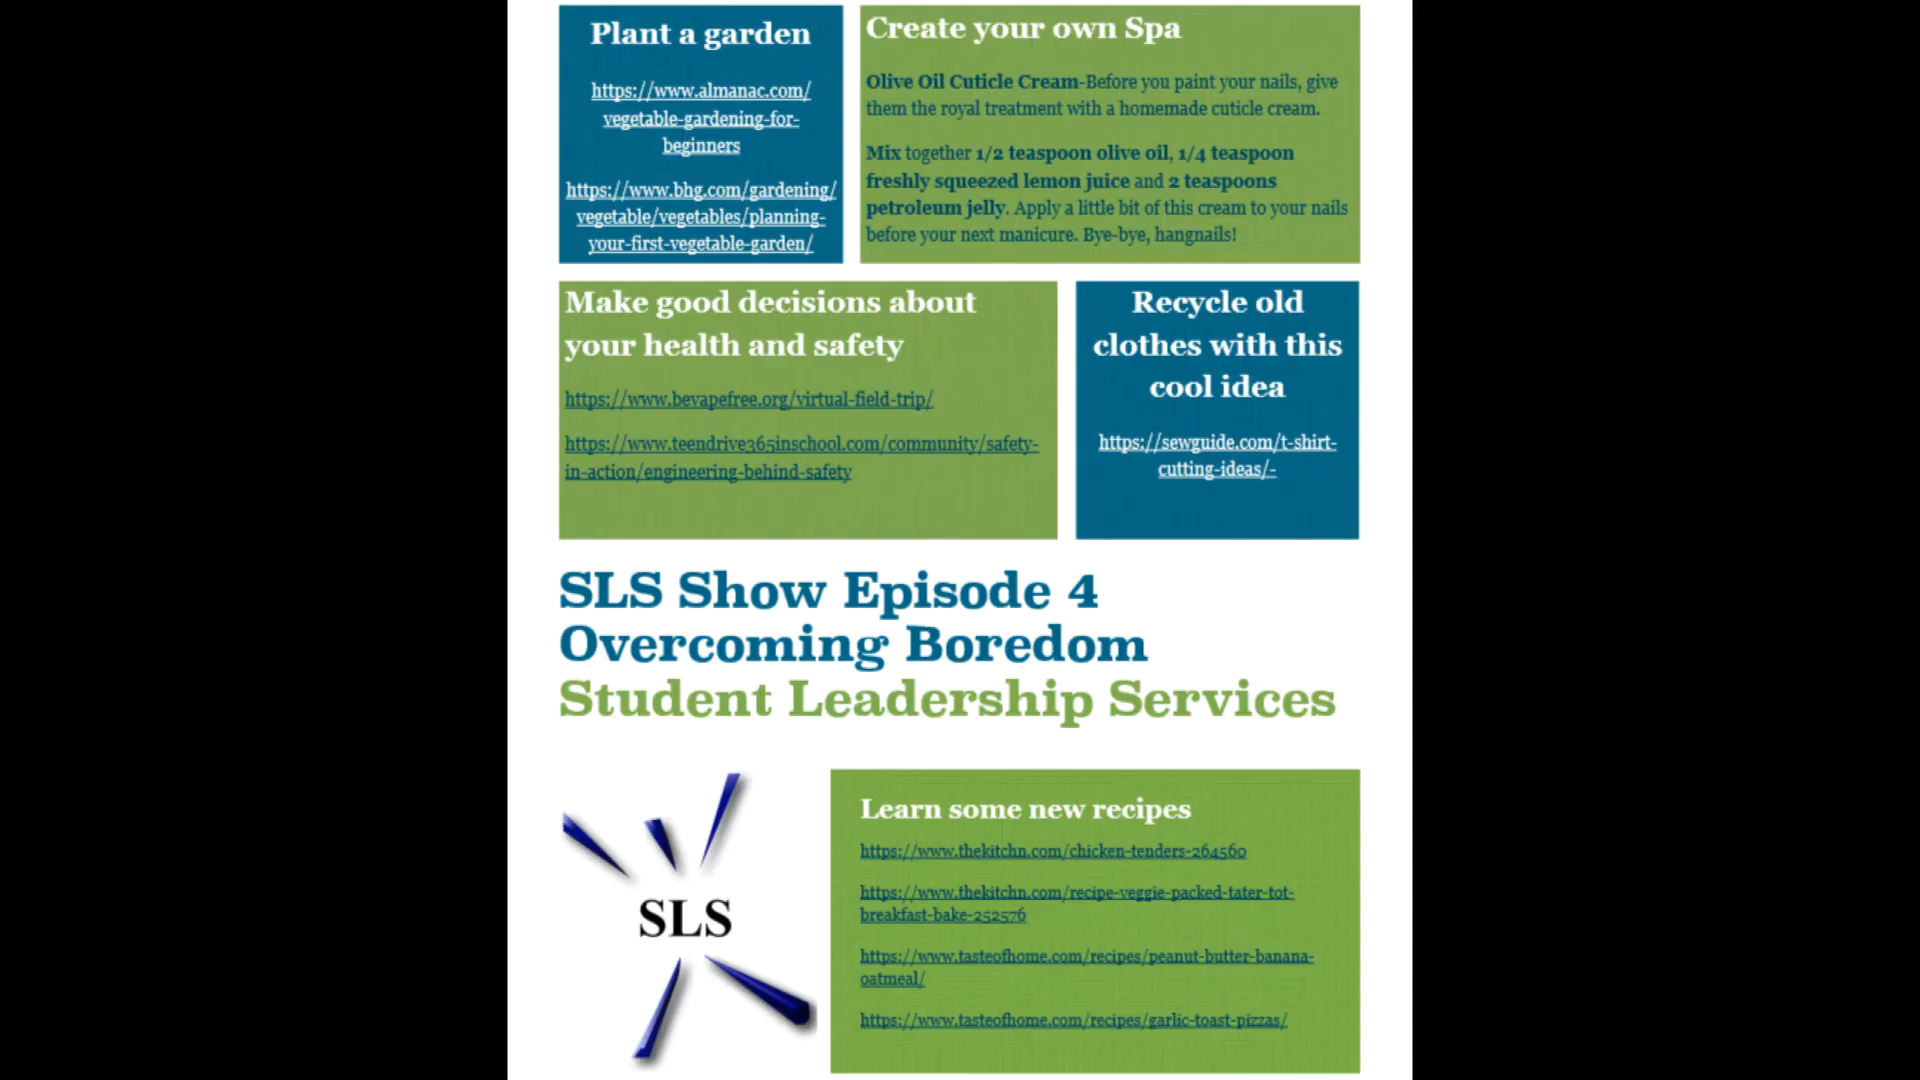 Plant a garden
https://www.almanac.com/
vegetable-gardening-for-
beginners
https://www.bhg.com/gardening/
vegetable/vegetables/planning-
your-first-vegetable-garden/
Create your own Spa
Olive Oil Cuticle Cream-Before you paint your nails, give
them the royal treatment with a homemade cuticle cream.
Mix together 1/2 teaspoon olive oil, 1/4 teaspoon
freshly squeezed lemon juice and 2 teaspoons
petroleum jelly. Apply a little bit of this cream to your nails
before your next manicure. Bye-bye, hangnails!
Make good decisions about
your health and safety
https://www.bevapefree.org/virtual-field-trip/
https://www.teendrive365inschool.com/community/safety-
in-action/engineering-behind-safety
Recycle old
clothes with this
cool idea
https://sewguide.com/t-shirt-
cutting-ideas/-
SLS Show Episode 4
Overcoming Boredom
Student Leadership Services
SLS
Learn some new recipes
https://www.thekitchn.com/chicken-tenders-264560
https://www.thekitchn.com/recipe-veggie-packed-tater-tot-
breakfast-bake-252576
https://www.tasteofhome.com/recipes/peanut-butter-banana-
oatmeal/
https://www.tasteofhome.com/recipes/garlic-toast-pizzas/